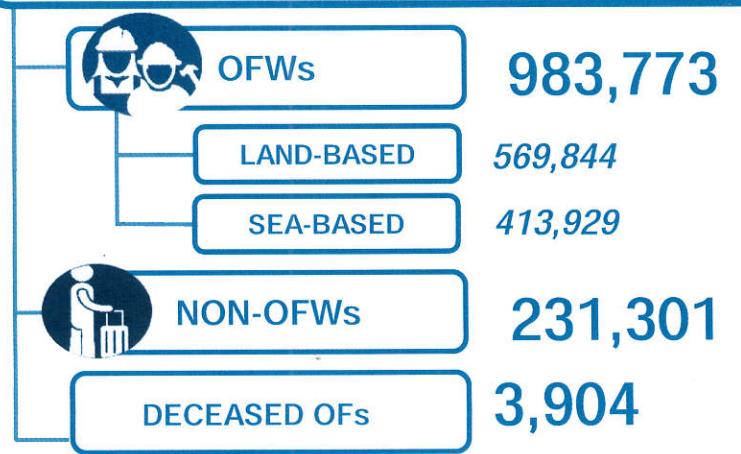 OFWs 983,773
LAND-BASED 569,844
SEA-BASED 413,929
NON-OFWs 231,301
DECEASED OFs 3,904